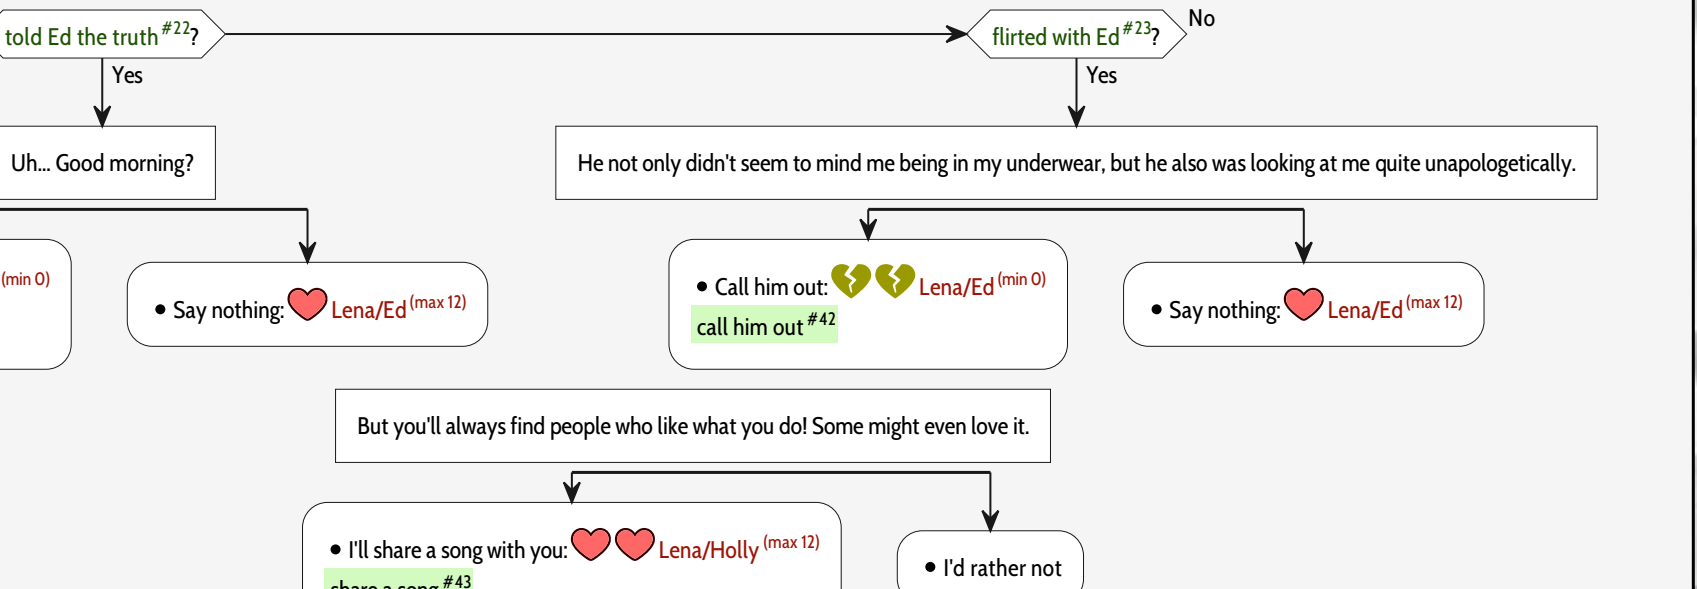 told Ed the truth #22?
flirted with Ed #23?
No
Yes
Yes
Uh... Good morning?
He not only didn't seem to mind me being in my underwear, but he also was looking at me quite unapologetically.
(min 0)
• Say nothing: Lena/Ed (max 12)
• Call him out: Lena/Ed (min 0)
call him out #42
• Say nothing: Lena/Ed (max 12)
But you'll always find people who like what you do! Some might even love it.
• I'll share a song with you: Lena/Holly (max 12)
share a song #43
• I'd rather not